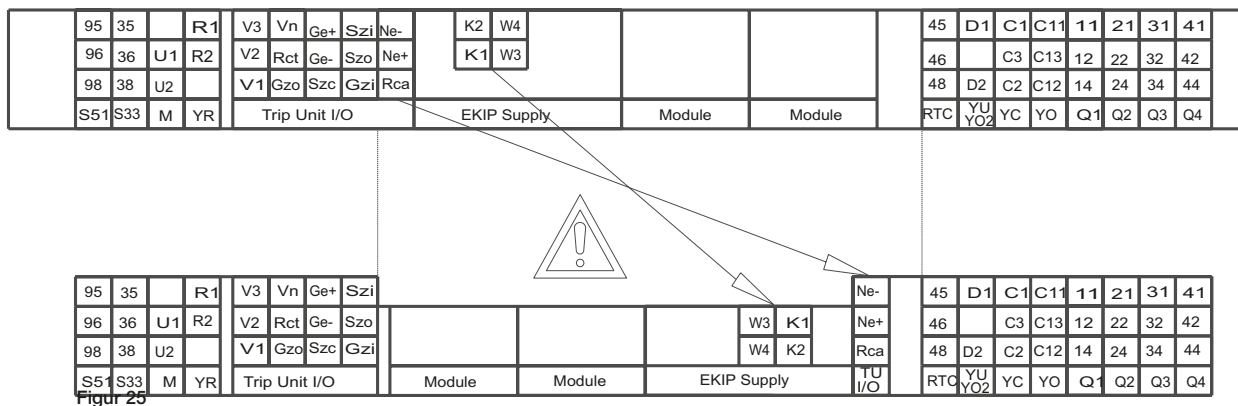 95 35 R1 V3 Vn Ge+ Szi Ne- K2 W4 45 D1 C1 C11 11 21 31 41
96 36 U1 R2 V2 Rct Ge- Szo Ne+ K1 W3 46 C3 C13 12 22 32 42
98 38 U2 V1 Gzo Szc Gzi Rca 48 D2 C2 C12 14 24 34 44
S51 S33 M YR Trip Unit I/O EKIP Supply Module Module RTC YU YC YO Q1 Q2 Q3 Q4
YO2
95 35 R1 V3 Vn Ge+ Szi Ne- 45 D1 C1 C11 11 21 31 41
96 36 U1 R2 V2 Rct Ge- Szo W3 K1 Ne+ 46 C3 C13 12 22 32 42
98 38 U2 V1 Gzo Szc Gzi W4 K2 Rca 48 D2 C2 C12 14 24 34 44
S51 S33 M YR Trip Unit I/O Module Module EKIP Supply TU RTC YU YC YO Q1 Q2 Q3 Q4
I/O YO2
Figur 25